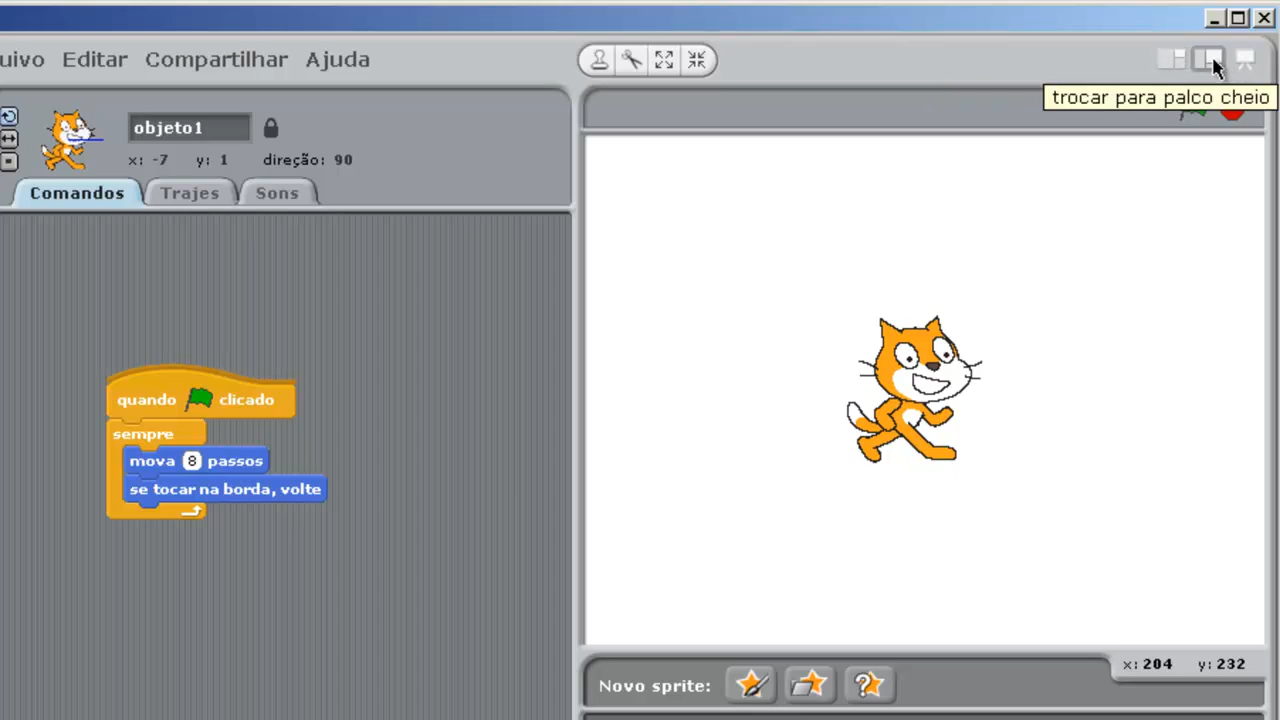 uivo Editar Compartilhar Ajuda
trocar para palco cheio
objeto1
x: -7 y: 1 direção: 90
Comandos Trajes Sons
quando clicado
sempre
mova 8 passos
se tocar na borda, volte
x: 204 y: 232
Novo sprite: